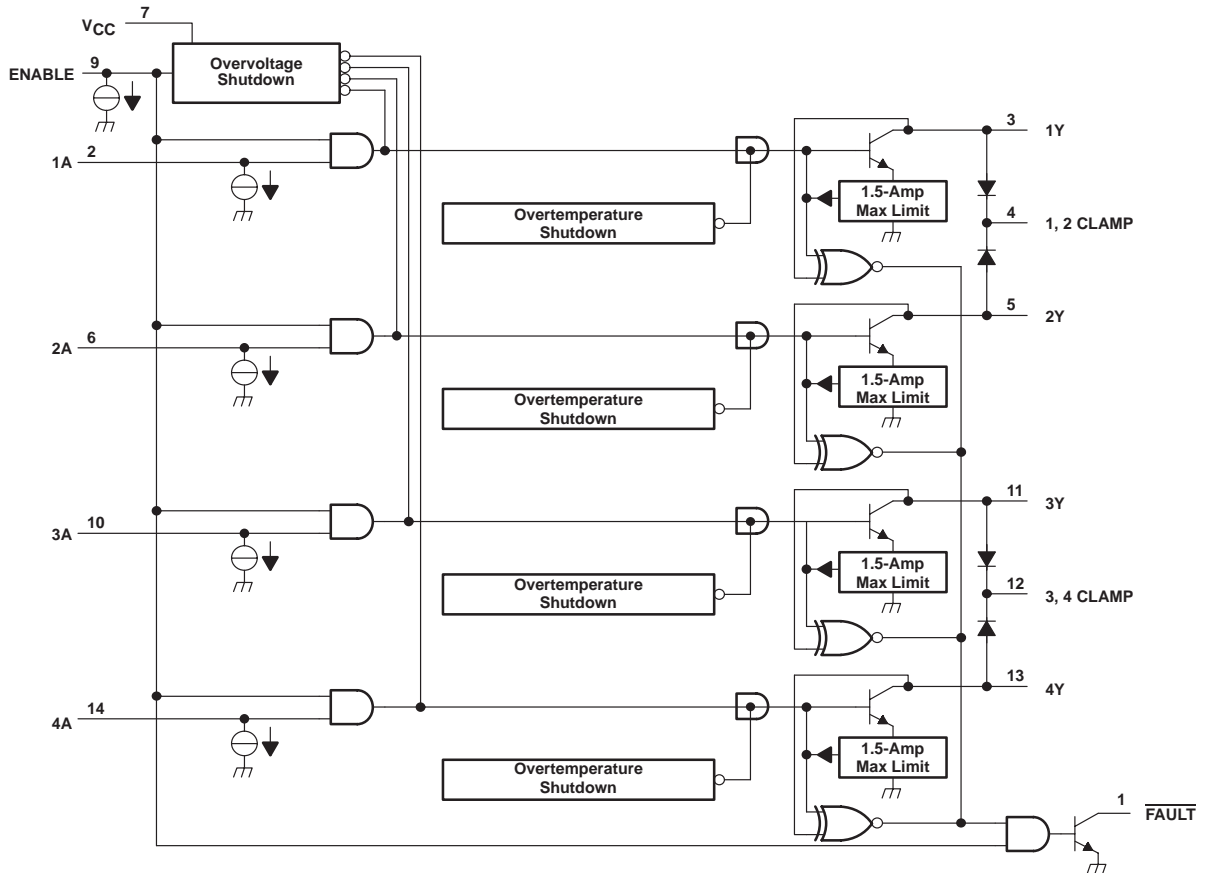 VCC
7
ENABLE
9
Overvoltage
Shutdown
1A
2
Overtemperature
Shutdown
1.5-Amp
Max Limit
3
1Y
4
1, 2 CLAMP
2A
6
Overtemperature
Shutdown
1.5-Amp
Max Limit
5
2Y
3A
10
Overtemperature
Shutdown
1.5-Amp
Max Limit
11
3Y
12
3, 4 CLAMP
4A
14
Overtemperature
Shutdown
1.5-Amp
Max Limit
13
4Y
1
FAULT